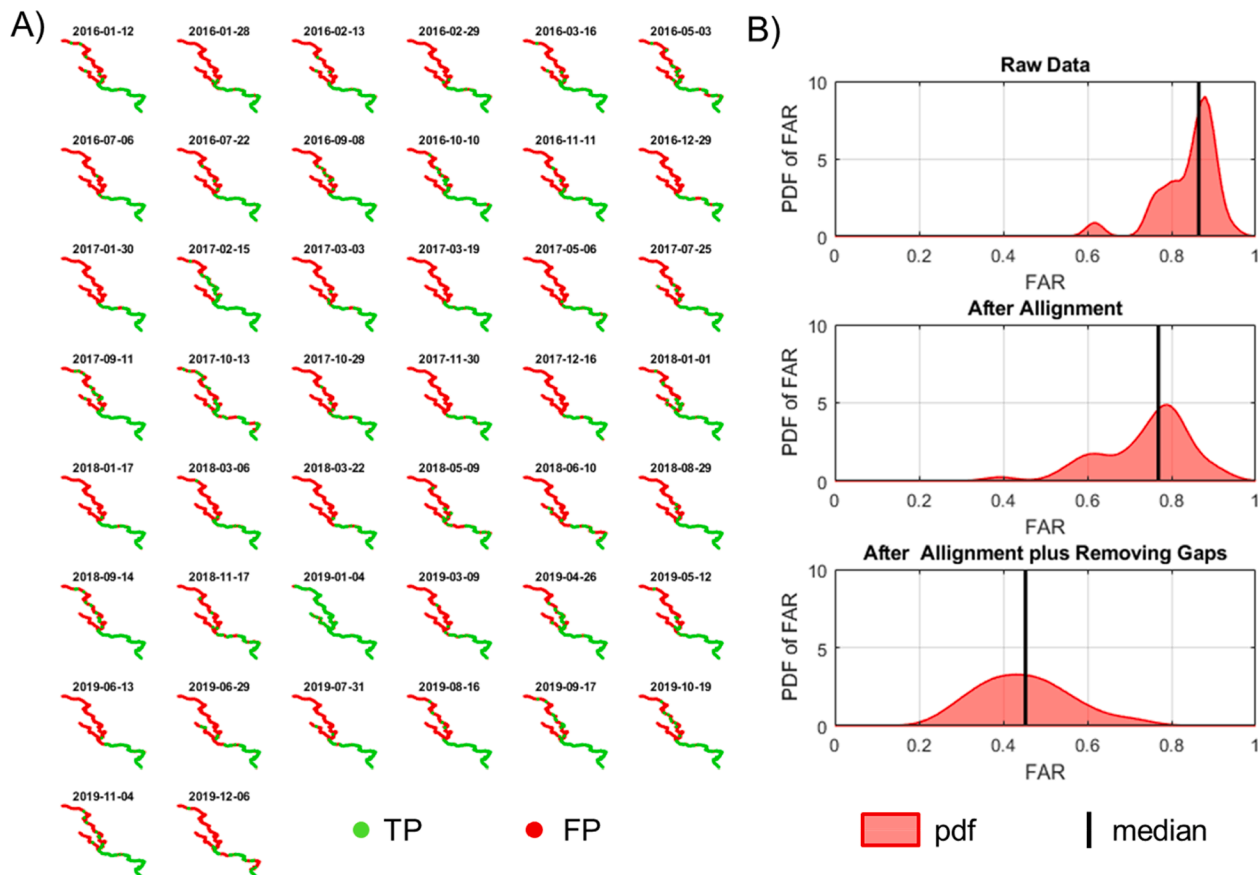 A)
2016-01-12 2016-01-28 2016-02-13 2016-02-29 2016-03-16 2016-05-03
2016-07-06 2016-07-22 2016-09-08 2016-10-10 2016-11-11 2016-12-29
2017-01-30 2017-02-15 2017-03-03 2017-03-19 2017-05-06 2017-07-25
2017-09-11 2017-10-13 2017-10-29 2017-11-30 2017-12-16 2018-01-01
2018-01-17 2018-03-06 2018-03-22 2018-05-09 2018-06-10 2018-08-29
2018-09-14 2018-11-17 2019-01-04 2019-03-09 2019-04-26 2019-05-12
2019-06-13 2019-06-29 2019-07-31 2019-08-16 2019-09-17 2019-10-19
2019-11-04 2019-12-06
TP FP
B)
Raw Data
PDF of FAR
10
5
0
0 0.2 0.4 0.6 0.8 1
FAR
After Allignment
PDF of FAR
10
5
0
0 0.2 0.4 0.6 0.8 1
FAR
After Allignment plus Removing Gaps
PDF of FAR
10
5
0
0 0.2 0.4 0.6 0.8 1
FAR
pdf median